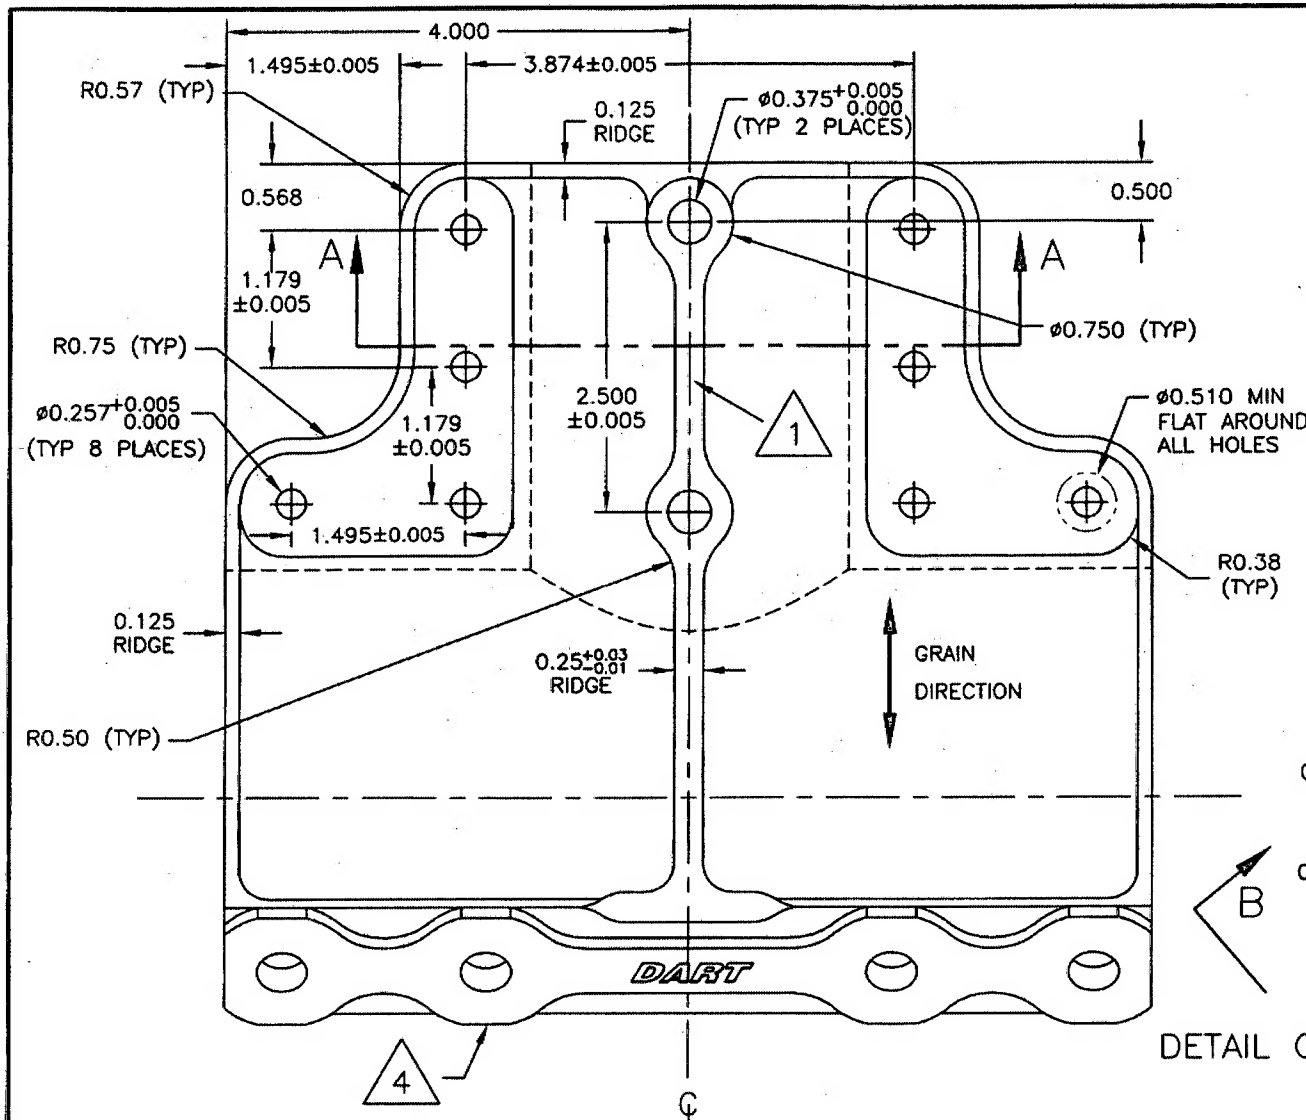 4.000
1.495±0.005
3.874±0.005
R0.57 (TYP)
0.125
RIDGE
ø0.375+0.005
0.000
(TYP 2 PLACES)
0.568
0.500
A
A
1.179
±0.005
ø0.750 (TYP)
R0.75 (TYP)
2.500
±0.005
ø0.257+0.005
0.000
(TYP 8 PLACES)
1.179
±0.005
1
ø0.510 MIN
FLAT AROUND
ALL HOLES
1.495±0.005
R0.38
(TYP)
0.125
RIDGE
0.25+0.03
-0.01
RIDGE
GRAIN
DIRECTION
R0.50 (TYP)
B
DART
DETAIL
4
℄